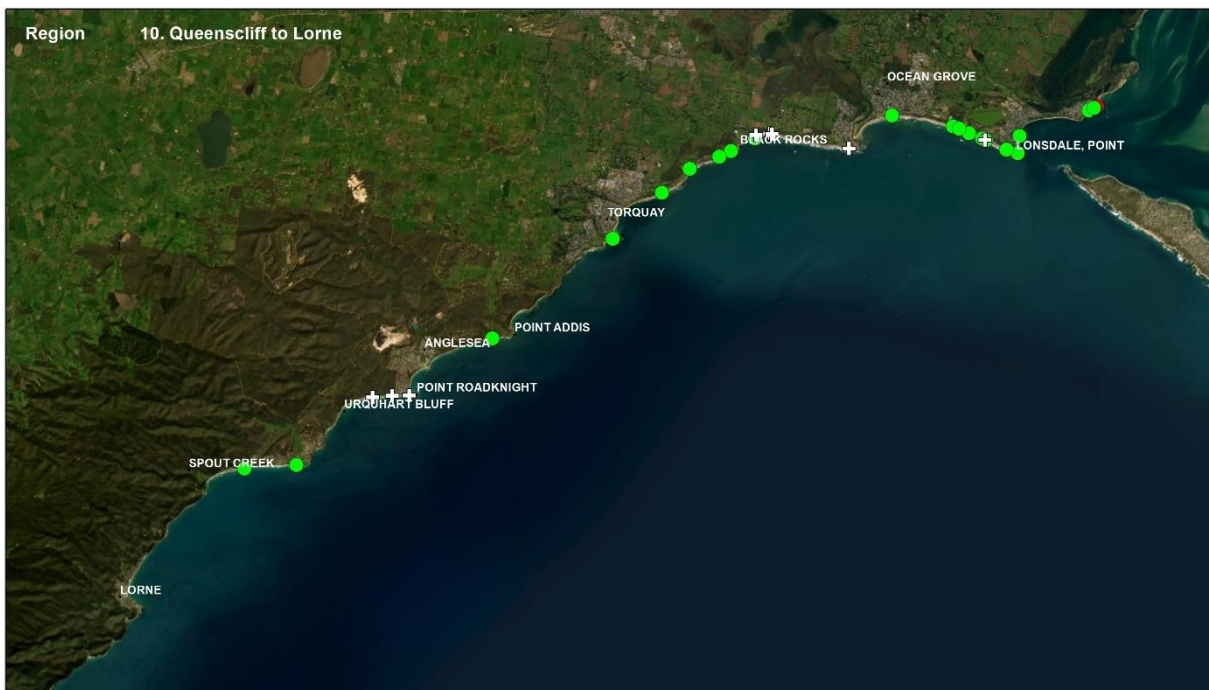 Region 10. Queenscliff to Lorne
OCEAN GROVE
BLACK ROCKS
LONSDALE, POINT
TORQUAY
POINT ADDIS
ANGLESEA
POINT ROADKNIGHT
URQUHART BLUFF
SPOUT CREEK
LORNE